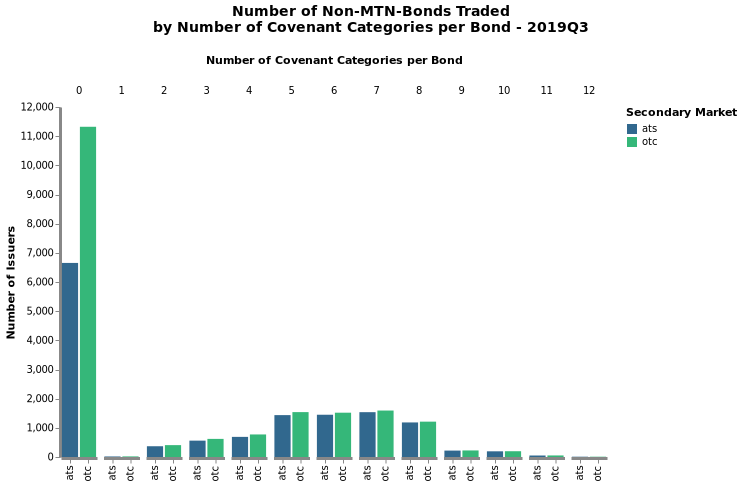 Number of Non-MTN-Bonds Traded
by Number of Covenant Categories per Bond - 2019Q3
Number of Covenant Categories per Bond
0 1 2 3 4 5 6 7 8 9 10 11 12
Secondary Market
ats
otc
Number of Issuers
12,000
11,000
10,000
9,000
8,000
7,000
6,000
5,000
4,000
3,000
2,000
1,000
0
ats otc ats otc ats otc ats otc ats otc ats otc ats otc ats otc ats otc ats otc ats otc ats otc ats otc